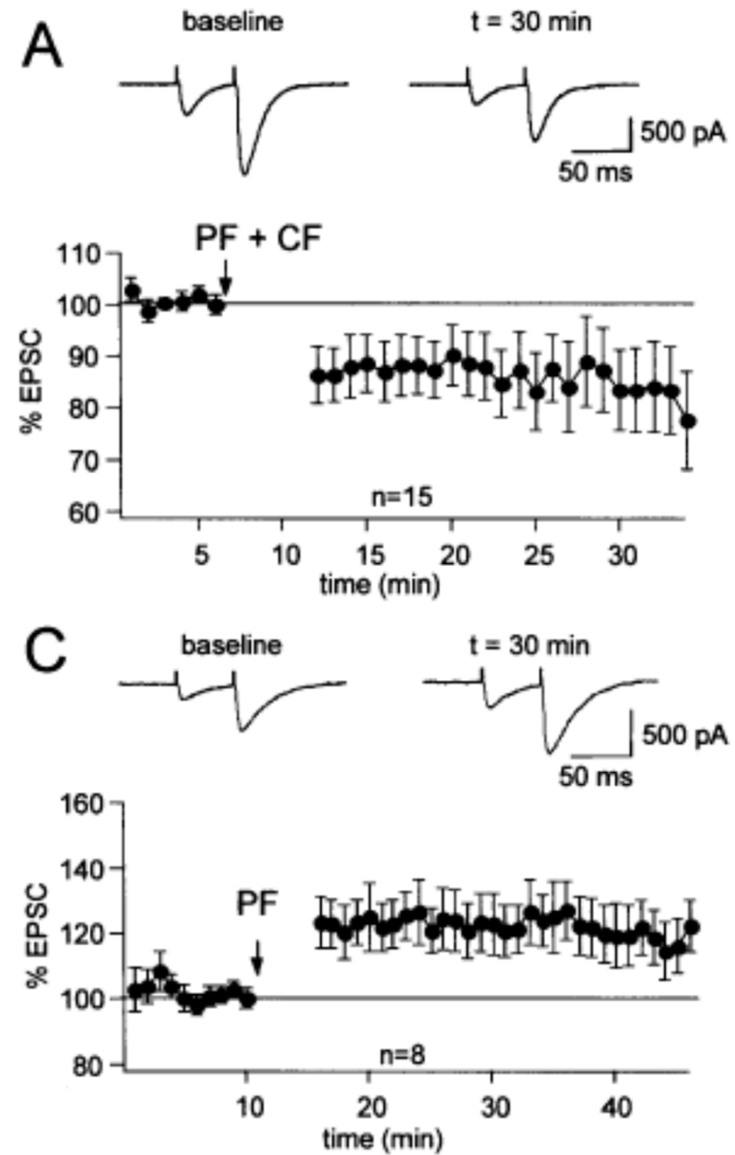 A
baseline t = 30 min
500 pA
50 ms
PF + CF
110
100
90
80
70
60
% EPSC
n=15
5 10 15 20 25 30
time (min)
C
baseline t = 30 min
500 pA
50 ms
160
140
120
100
80
% EPSC
PF
n=8
10 20 30 40
time (min)